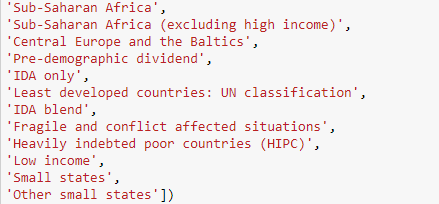 'Sub-Saharan Africa',
'Sub-Saharan Africa (excluding high income)',
'Central Europe and the Baltics',
'Pre-demographic dividend',
'IDA only',
'Least developed countries: UN classification',
'IDA blend',
'Fragile and conflict affected situations',
'Heavily indebted poor countries (HIPC)',
'Low income',
'Small states',
'Other small states'])